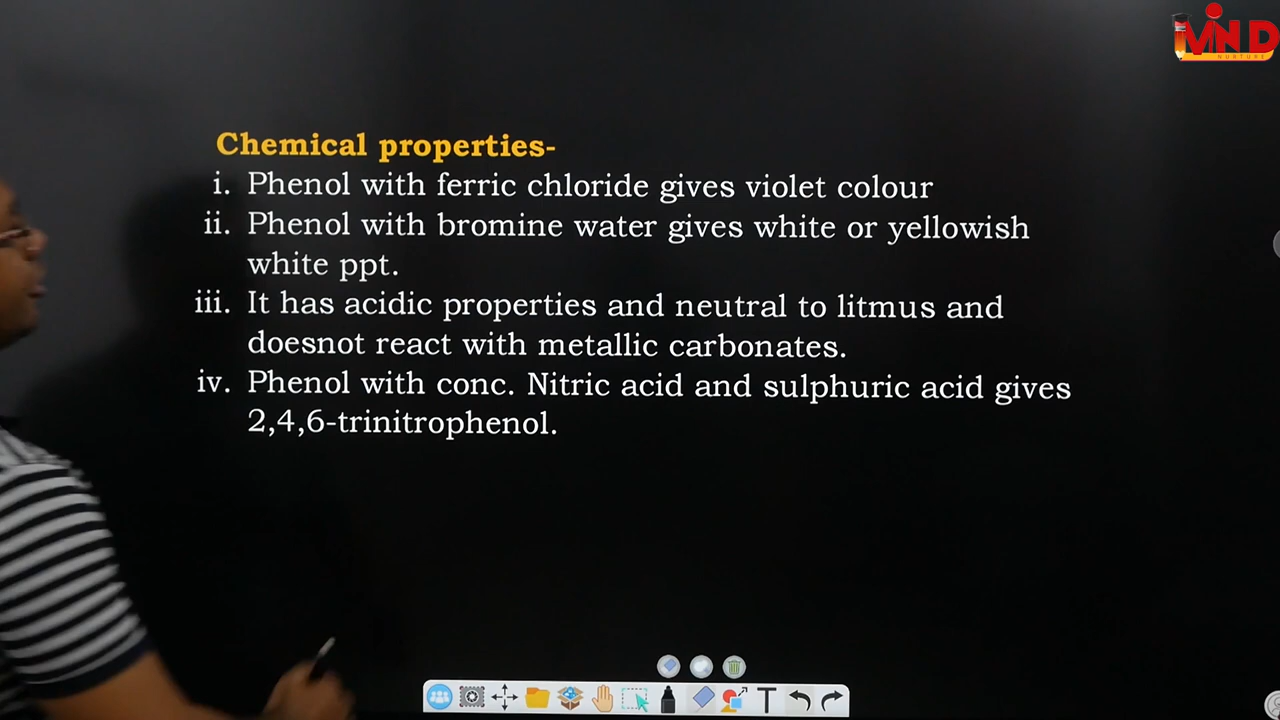 MIND
NURTURE
Chemical properties-
i. Phenol with ferric chloride gives violet colour
ii. Phenol with bromine water gives white or yellowish
white ppt.
iii. It has acidic properties and neutral to litmus and
doesnot react with metallic carbonates.
iv. Phenol with conc. Nitric acid and sulphuric acid gives
2,4,6-trinitrophenol.
T